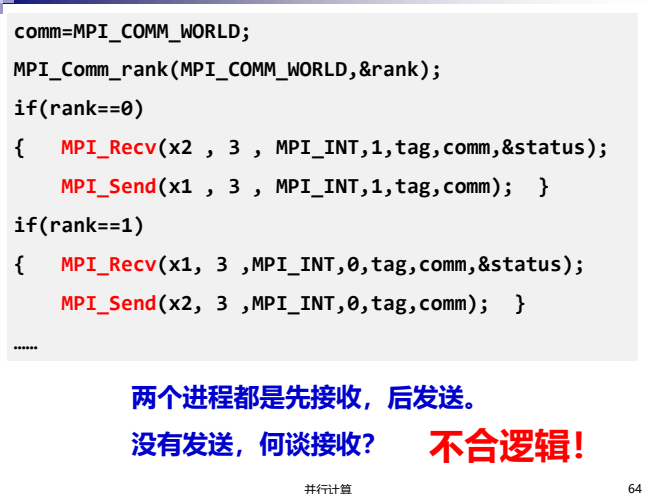 comm=MPI_COMM_WORLD;
MPI_Comm_rank(MPI_COMM_WORLD,&rank);
if(rank==0)
{ MPI_Recv(x2 , 3 , MPI_INT,1,tag,comm,&status);
MPI_Send(x1 , 3 , MPI_INT,1,tag,comm); }
if(rank==1)
{ MPI_Recv(x1, 3 ,MPI_INT,0,tag,comm,&status);
MPI_Send(x2, 3 ,MPI_INT,0,tag,comm); }
……
两个进程都是先接收，后发送。
没有发送，何谈接收？ 不合逻辑！
并行计算 64